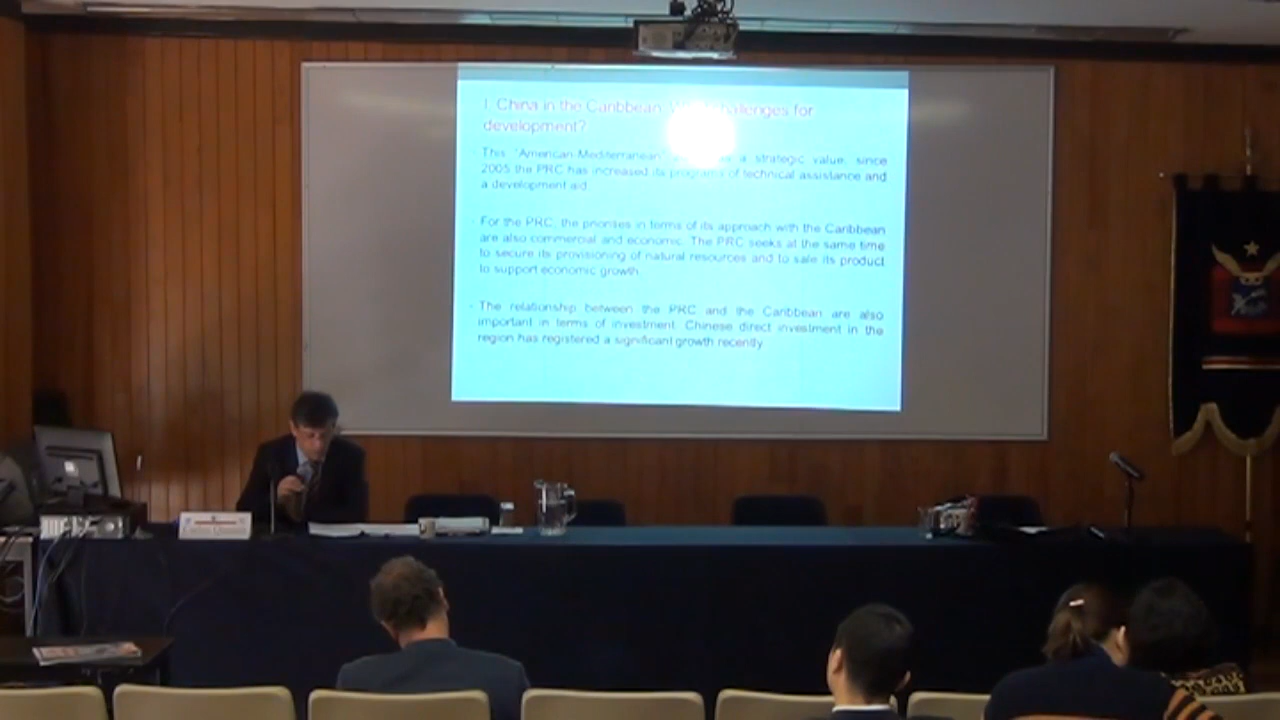 I. China in the Caribbean. challenges for
development?
This "American-Mediterranean" a strategic value, since
2005 the PRC has increased its programs of technical assistance and
a development aid.
- For the PRC, the priorities in terms of its approach with the Caribbean
are also commercial and economic. The PRC seeks at the same time
to secure its provisioning of natural resources and to sale its product
to support economic growth.
- The relationship between the PRC and the Caribbean are also
important in terms of investment. Chinese direct investment in the
region has registered a significant growth recently.